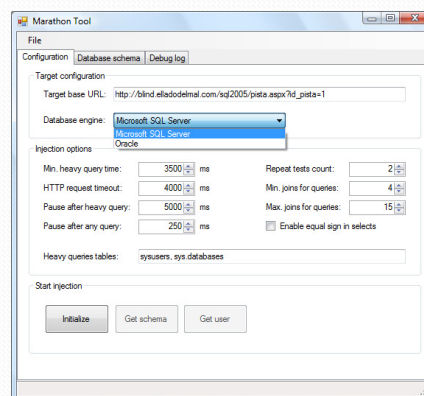 Marathon Tool
File
Configuration Database schema Debug log
Target configuration
Target base URL: http://blind.elladodelmal.com/sql2005/pista.aspx?id_pista=1
Database engine: Microsoft SQL Server
Microsoft SQL Server
Oracle
Injection options
Min. heavy query time: 3500 ms Repeat tests count: 2
HTTP request timeout: 4000 ms Min. joins for queries: 4
Pause after heavy query: 5000 ms Max. joins for queries: 15
Pause after any query: 250 ms Enable equal sign in selects
Heavy queries tables: sysusers, sys.databases
Start injection
Initialize Get schema Get user